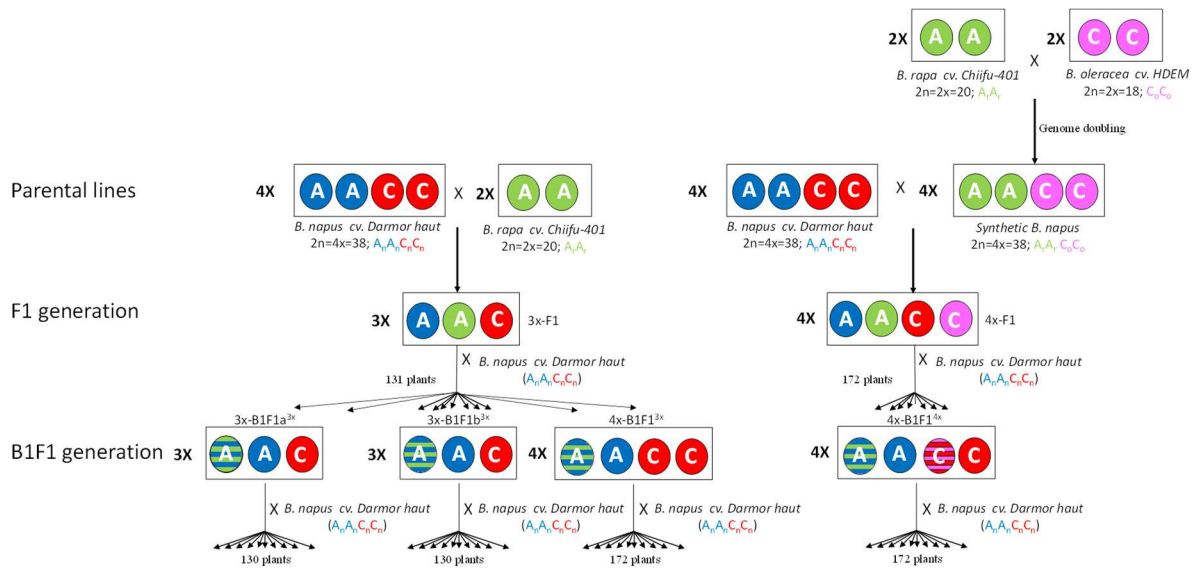 2X A A 2X C C
X
B. rapa cv. Chiifu-401 B. oleracea cv. HDEM
2n=2x=20; ArAr 2n=2x=18; CoCo
Genome doubling
Parental lines 4X A A C C X 2X A A 4X A A C C X 4X A A C C
B. napus cv. Darmor haut B. rapa cv. Chiifu-401 B. napus cv. Darmor haut Synthetic B. napus
2n=4x=38; AnAnCnCn 2n=2x=20; ArAr 2n=4x=38; AnAnCnCn 2n=4x=38; ArAr CoCo
F1 generation 3X A A C 3x-F1 4X A A C C 4x-F1
X B. napus cv. Darmor haut X B. napus cv. Darmor haut
131 plants (AnAnCnCn) 172 plants (AnAnCnCn)
3x-B1F1a3x 3x-B1F1b3x 4x-B1F13x 4x-B1F14x
B1F1 generation 3X A A C 3X A A C 4X A A C C 4X A A C C
X B. napus cv. Darmor haut X B. napus cv. Darmor haut X B. napus cv. Darmor haut X B. napus cv. Darmor haut
(AnAnCnCn) (AnAnCnCn) (AnAnCnCn) (AnAnCnCn)
130 plants 130 plants 172 plants 172 plants